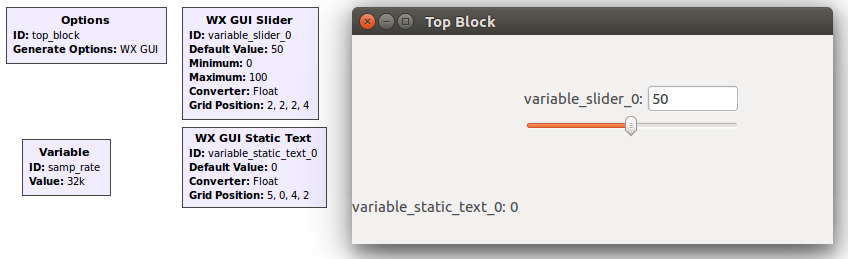 Options
ID: top_block
Generate Options: WX GUI
WX GUI Slider
ID: variable_slider_0
Default Value: 50
Minimum: 0
Maximum: 100
Converter: Float
Grid Position: 2, 2, 2, 4
Variable
ID: samp_rate
Value: 32k
WX GUI Static Text
ID: variable_static_text_0
Default Value: 0
Converter: Float
Grid Position: 5, 0, 4, 2
Top Block
variable_slider_0: 50
variable_static_text_0: 0